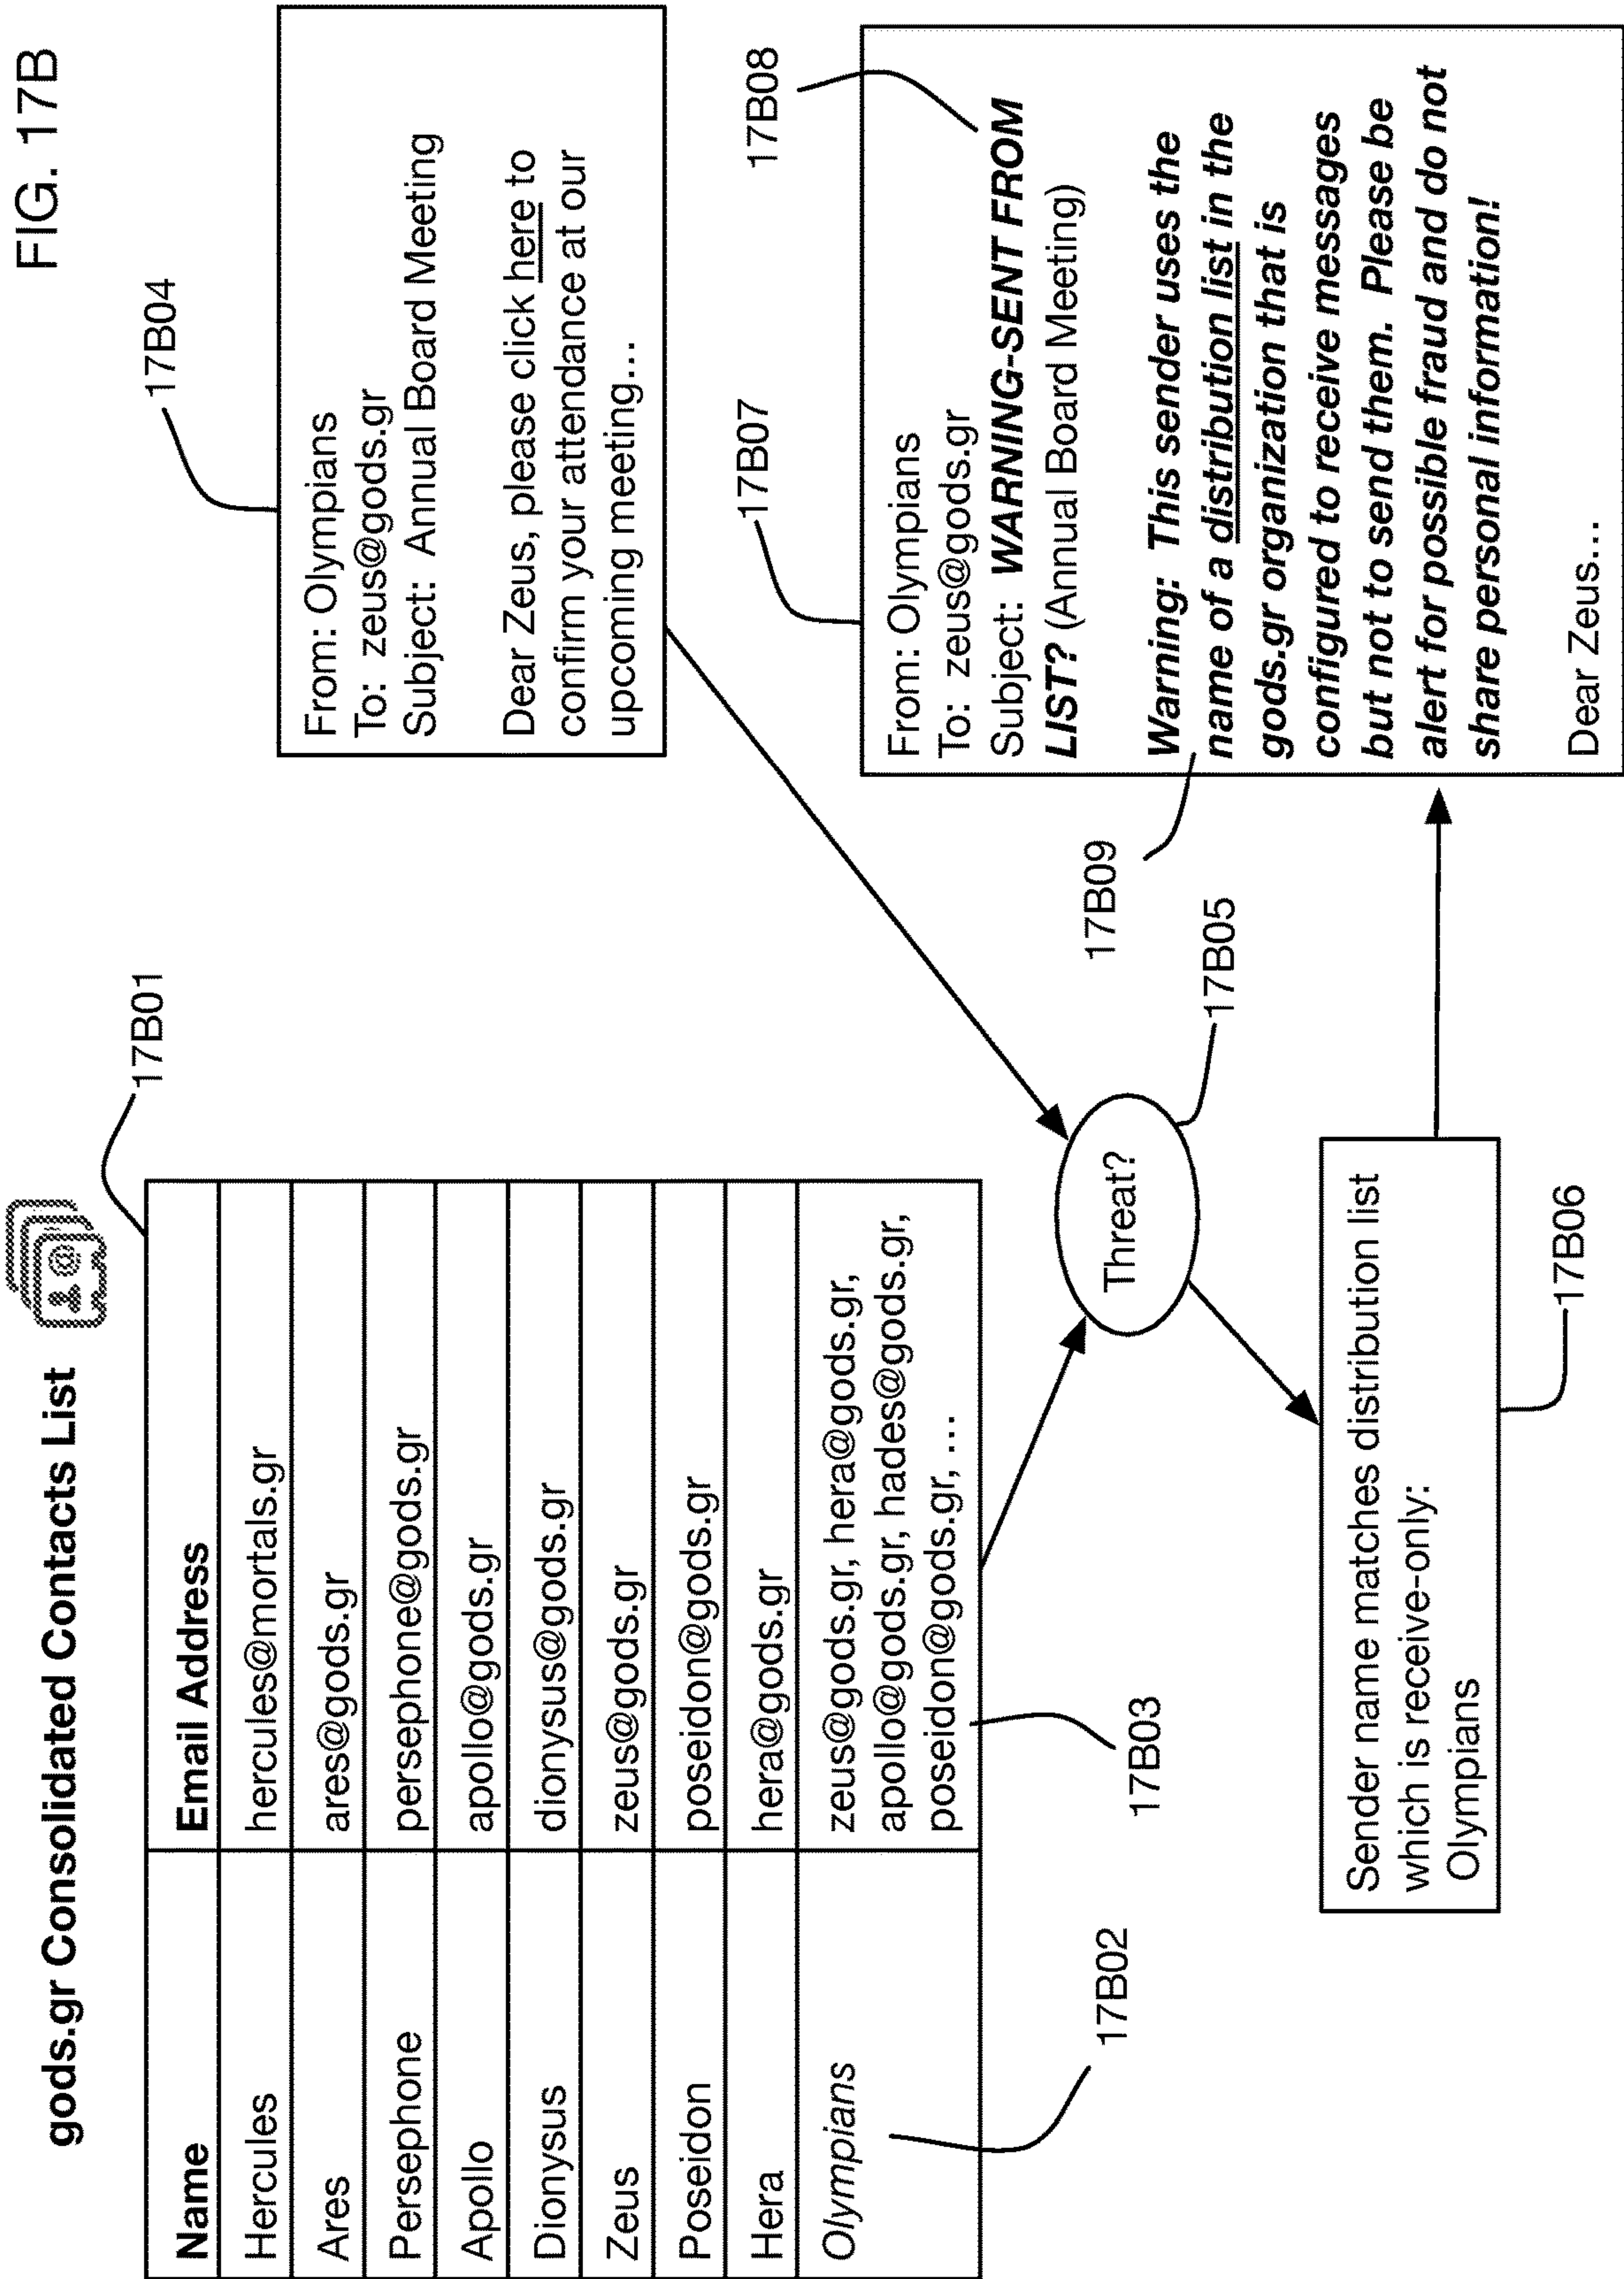 FIG. 17B
gods.gr Consolidated Contacts List
17B01
Name Email Address
Hercules hercules@mortals.gr
Ares ares@gods.gr
Persephone persephone@gods.gr
Apollo apollo@gods.gr
Dionysus dionysus@gods.gr
Zeus zeus@gods.gr
Poseidon poseidon@gods.gr
Hera hera@gods.gr
Olympians zeus@gods.gr, hera@gods.gr,
apollo@gods.gr, hades@gods.gr,
poseidon@gods.gr, ...
17B02
17B03
17B04
From: Olympians
To: zeus@gods.gr
Subject: Annual Board Meeting
Dear Zeus, please click here to
confirm your attendance at our
upcoming meeting...
Threat?
17B05
Sender name matches distribution list
which is receive-only:
Olympians
17B06
17B07
17B08
From: Olympians
To: zeus@gods.gr
Subject: WARNING-SENT FROM
LIST? (Annual Board Meeting)
17B09
Warning: This sender uses the
name of a distribution list in the
gods.gr organization that is
configured to receive messages
but not to send them. Please be
alert for possible fraud and do not
share personal information!
Dear Zeus...
@